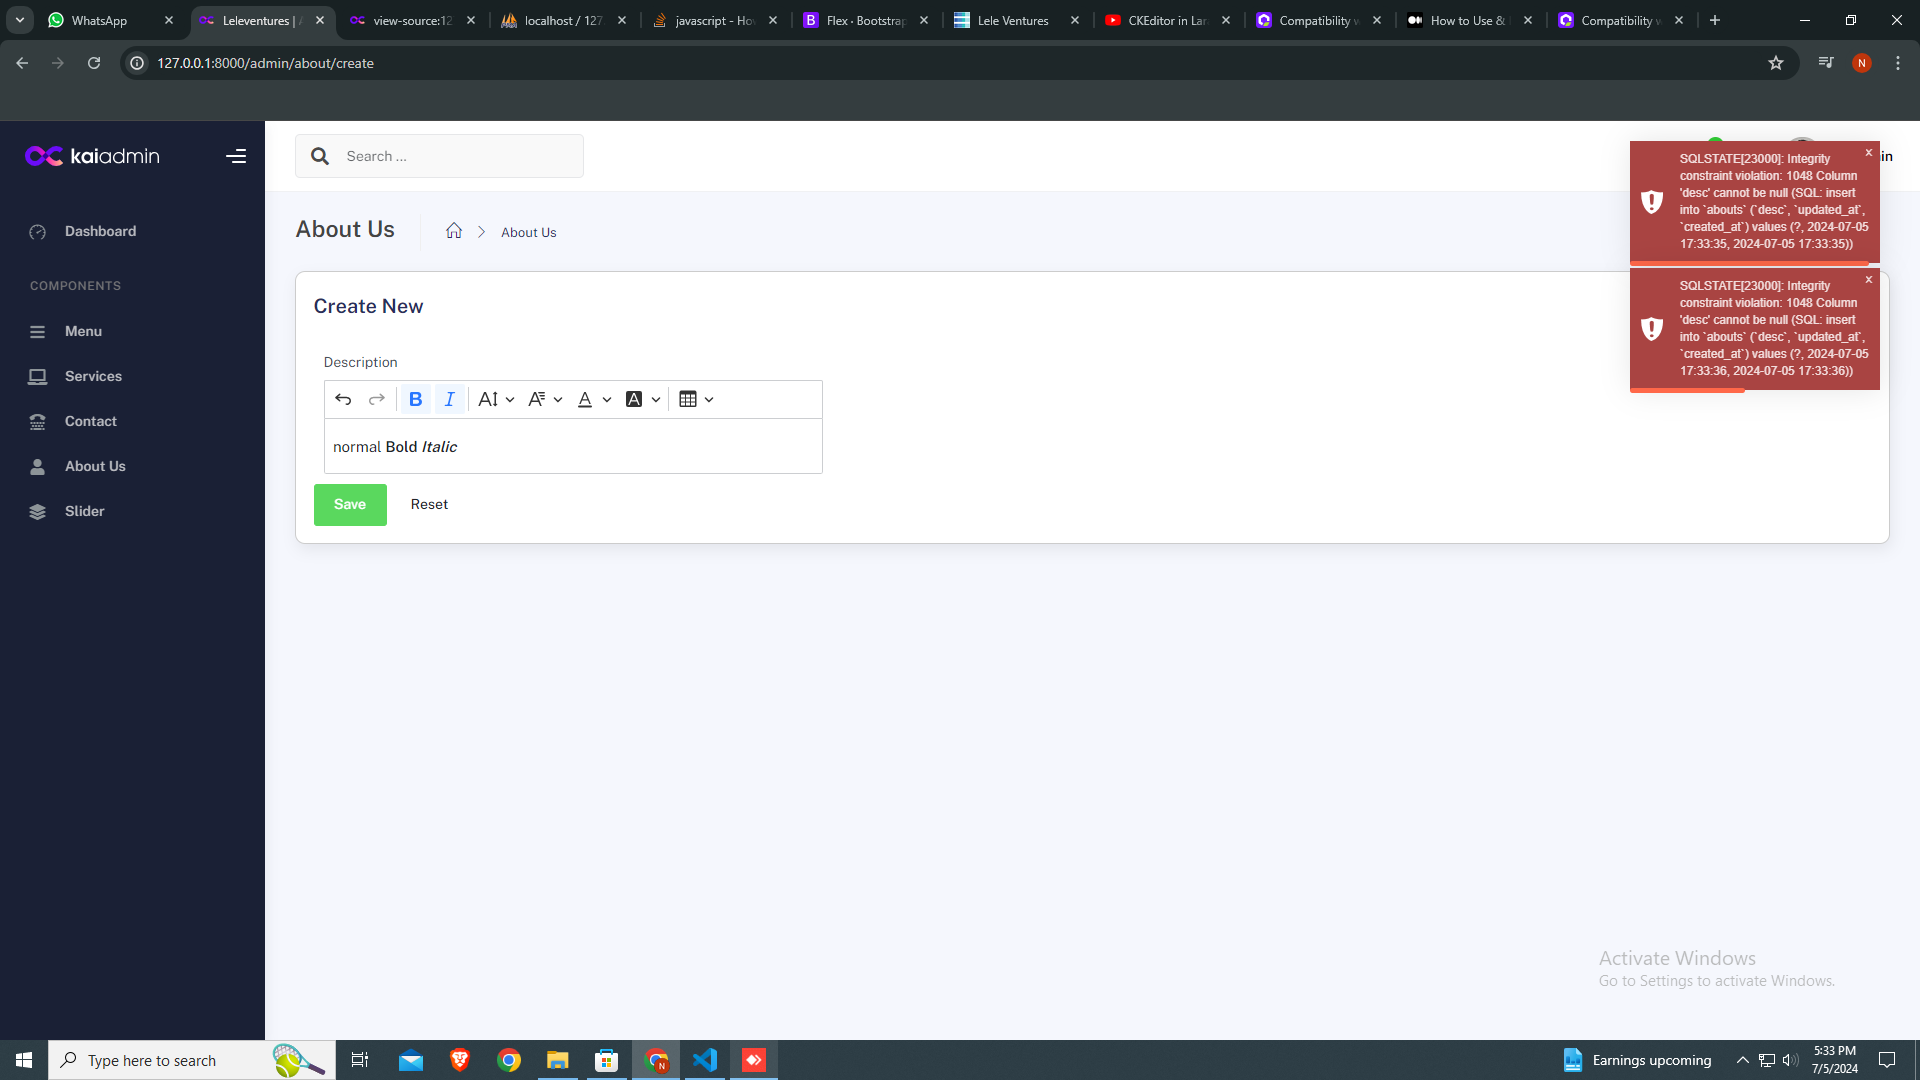 WhatsApp
Leleventures | A
view-source:12
localhost / 127
javascript - How
Flex · Bootstrap
Lele Ventures
CKEditor in Lar
Compatibility w
How to Use &
Compatibility w
127.0.0.1:8000/admin/about/create
N
kaiadmin
Search ...
in
Dashboard
COMPONENTS
Menu
Services
Contact
About Us
Slider
About Us
About Us
Create New
Description
normal Bold Italic
Save
Reset
SQLSTATE[23000]: Integrity
constraint violation: 1048 Column
'desc' cannot be null (SQL: insert
into `abouts` (`desc`, `updated_at`,
`created_at`) values (?, 2024-07-05
17:33:35, 2024-07-05 17:33:35))
x
SQLSTATE[23000]: Integrity
constraint violation: 1048 Column
'desc' cannot be null (SQL: insert
into `abouts` (`desc`, `updated_at`,
`created_at`) values (?, 2024-07-05
17:33:36, 2024-07-05 17:33:36))
x
Activate Windows
Go to Settings to activate Windows.
Type here to search
Earnings upcoming
5:33 PM
7/5/2024